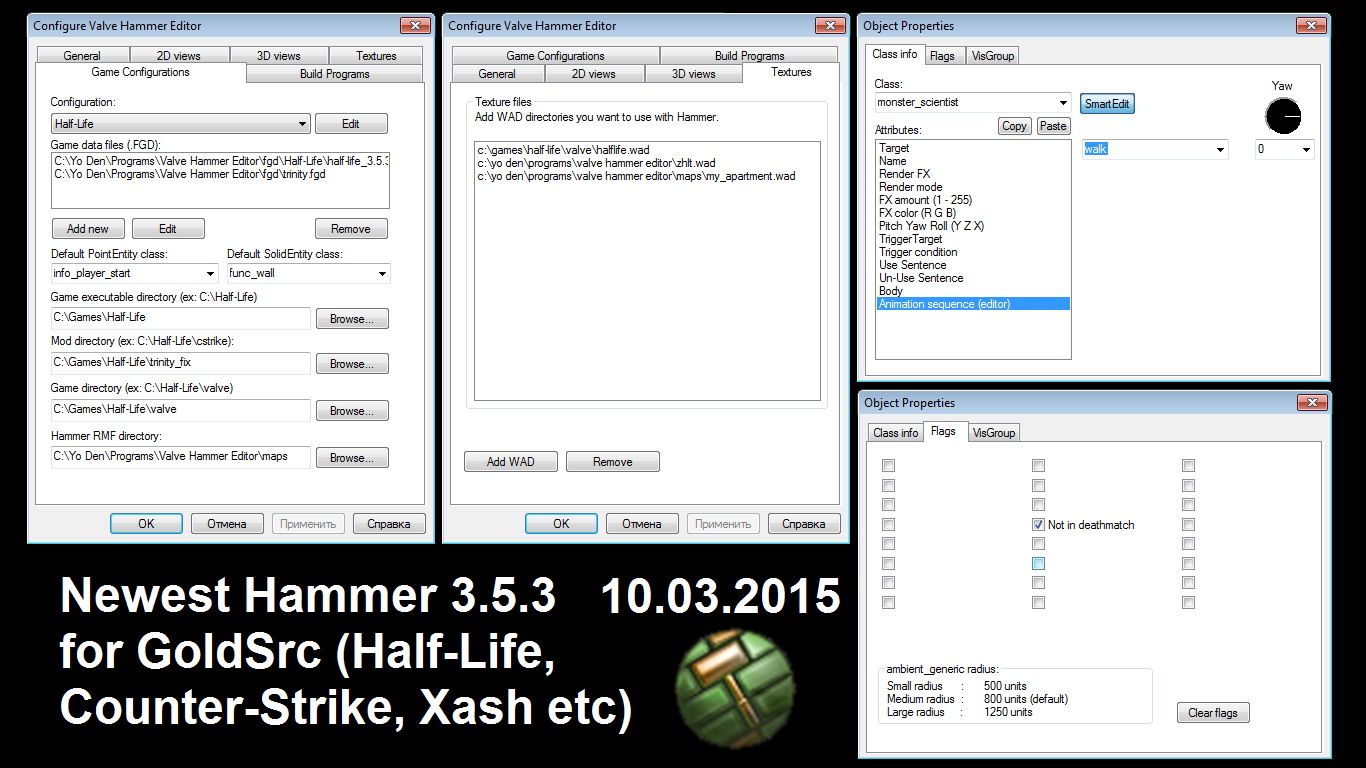 Configure Valve Hammer Editor
General
2D views
3D views
Textures
Game Configurations
Build Programs
Configuration:
Half-Life
Edit
Game data files (.FGD):
C:\Yo Den\Programs\Valve Hammer Editor\fgd\Half-Life\half-life_3.5.3
C:\Yo Den\Programs\Valve Hammer Editor\fgd\trinity.fgd
Add new
Edit
Remove
Default PointEntity class:
Default SolidEntity class:
info_player_start
func_wall
Game executable directory (ex: C:\Half-Life)
C:\Games\Half-Life
Browse...
Mod directory (ex: C:\Half-Life\cstrike):
C:\Games\Half-Life\trinity_fix
Browse...
Game directory (ex: C:\Half-Life\valve)
C:\Games\Half-Life\valve
Browse...
Hammer RMF directory:
C:\Yo Den\Programs\Valve Hammer Editor\maps
Browse...
OK
Отмена
Применить
Справка
Configure Valve Hammer Editor
Game Configurations
Build Programs
General
2D views
3D views
Textures
Texture files
Add WAD directories you want to use with Hammer.
c:\games\half-life\valve\halflife.wad
c:\yo den\programs\valve hammer editor\zhlt.wad
c:\yo den\programs\valve hammer editor\maps\my_apartment.wad
Add WAD
Remove
OK
Отмена
Применить
Справка
Object Properties
Class info
Flags
VisGroup
Class:
monster_scientist
SmartEdit
Yaw
Attributes:
Copy
Paste
Target
Name
Render FX
Render mode
FX amount (1 - 255)
FX color (R G B)
Pitch Yaw Roll (Y Z X)
TriggerTarget
Trigger condition
Use Sentence
Un-Use Sentence
Body
Animation sequence (editor)
walk
0
Object Properties
Class info
Flags
VisGroup
Not in deathmatch
ambient_generic radius:
Small radius : 500 units
Medium radius : 800 units (default)
Large radius : 1250 units
Clear flags
Newest Hammer 3.5.3 10.03.2015
for GoldSrc (Half-Life,
Counter-Strike, Xash etc)